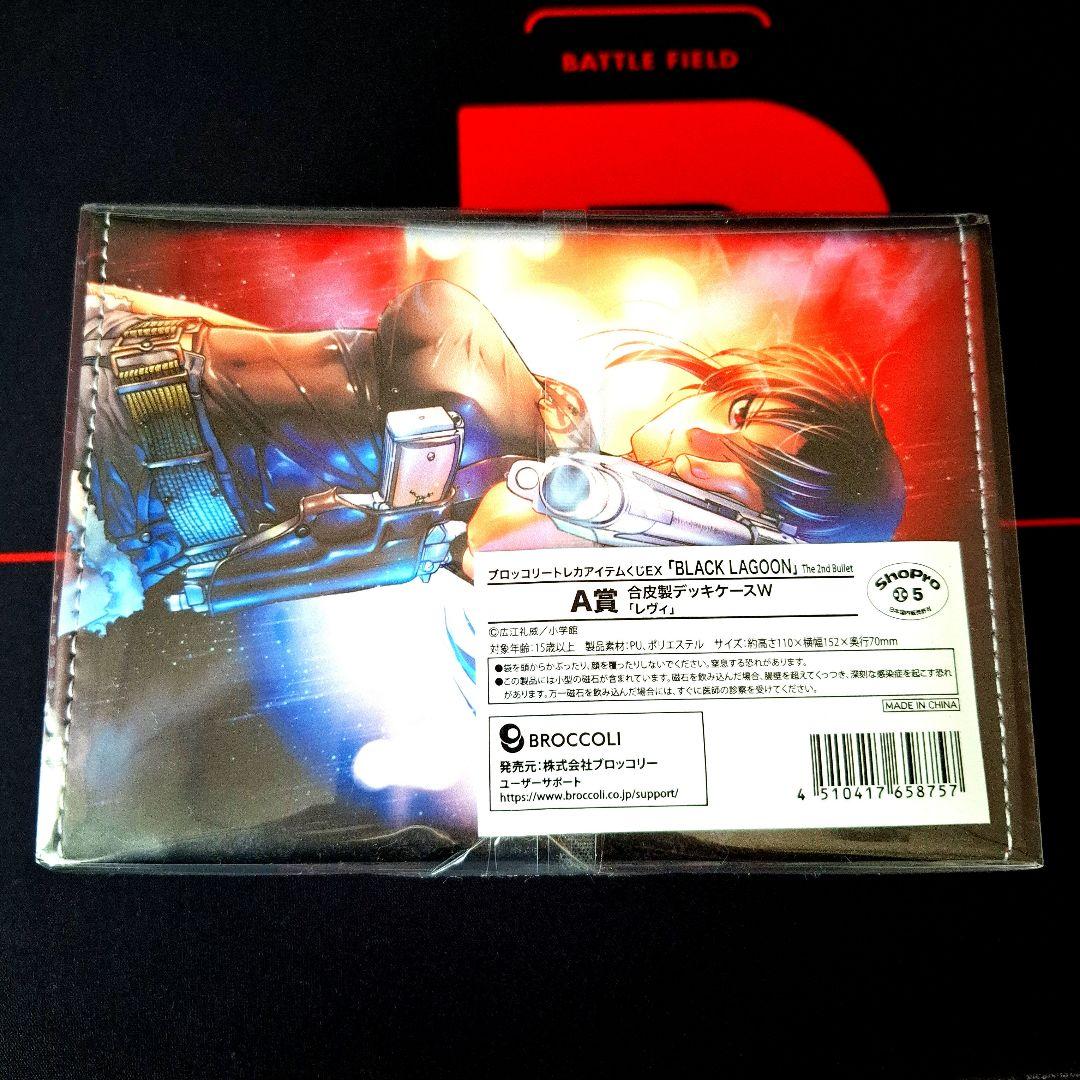 BATTLE FIELD
ブロッコリートレカアイテムくじEX「BLACK LAGOON」The 2nd Bullet
A賞 合皮製デッキケースW
「レヴィ」
ShoPro
5
日本国内販売許可
©広江礼威／小学館
対象年齢:15歳以上 製品素材:PU、ポリエステル サイズ:約高さ110×横幅152×奥行70mm
●袋を頭からかぶったり、顔を覆ったりしないでください。窒息する恐れがあります。
●この製品には小型の磁石が含まれています。磁石を飲み込んだ場合、腸壁を超えてくっつき、深刻な感染症を起こす恐れ
があります。万一磁石を飲み込んだ場合には、すぐに医師の診察を受けてください。
MADE IN CHINA
BROCCOLI
発売元:株式会社ブロッコリー
ユーザーサポート
https://www.broccoli.co.jp/support/
4 510417 658757